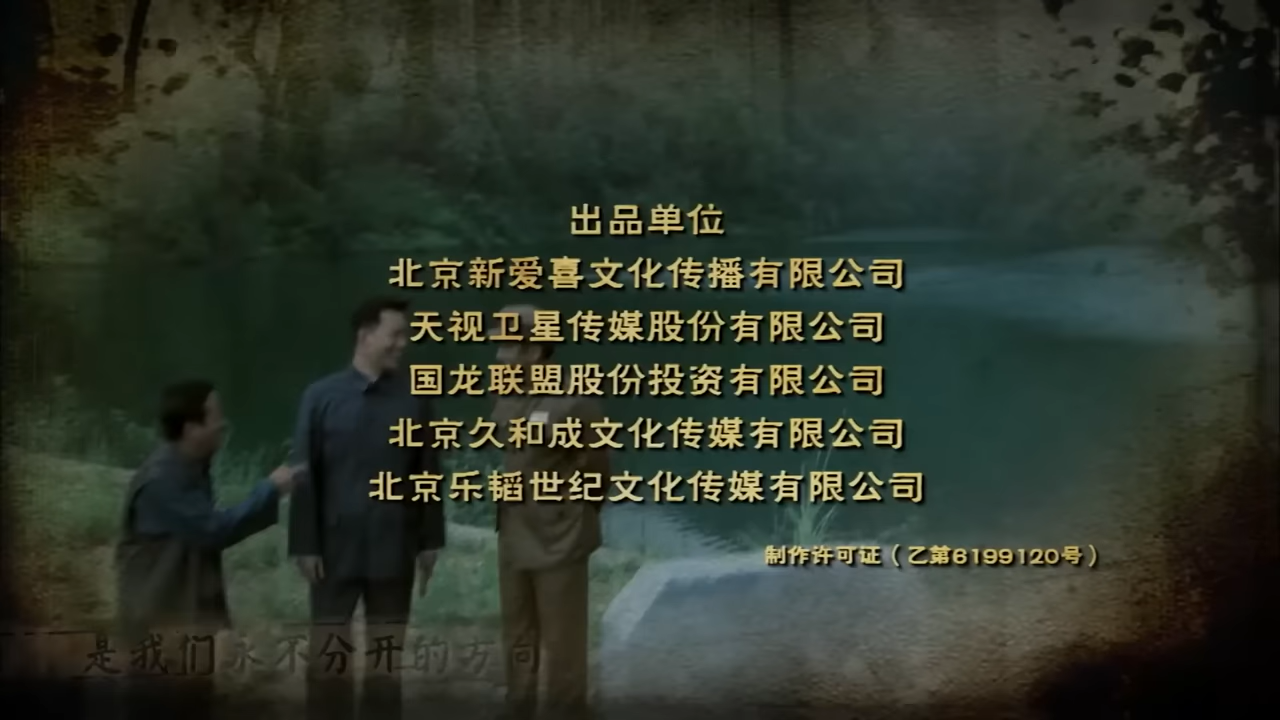 出品单位
北京新爱喜文化传播有限公司
天视卫星传媒股份有限公司
国龙联盟股份投资有限公司
北京久和成文化传媒有限公司
北京乐韬世纪文化传媒有限公司
制作许可证（乙第6199120号）
是我们永不分开的方向